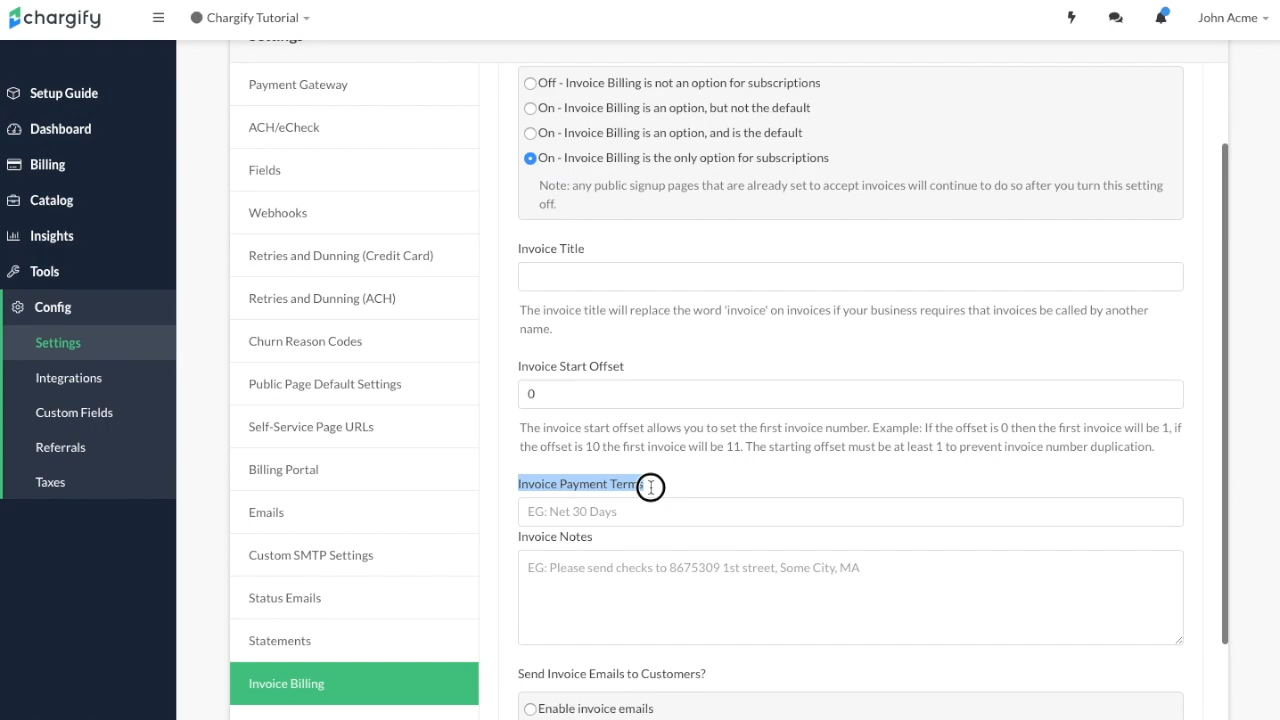 chargify
Chargify Tutorial
John Acme
Setup Guide
Dashboard
Billing
Catalog
Insights
Tools
Config
Settings
Integrations
Custom Fields
Referrals
Taxes
Settings
Payment Gateway
ACH/eCheck
Fields
Webhooks
Retries and Dunning (Credit Card)
Retries and Dunning (ACH)
Churn Reason Codes
Public Page Default Settings
Self-Service Page URLs
Billing Portal
Emails
Custom SMTP Settings
Status Emails
Statements
Invoice Billing
Off - Invoice Billing is not an option for subscriptions
On - Invoice Billing is an option, but not the default
On - Invoice Billing is an option, and is the default
On - Invoice Billing is the only option for subscriptions
Note: any public signup pages that are already set to accept invoices will continue to do so after you turn this setting
off.
Invoice Title
The invoice title will replace the word 'invoice' on invoices if your business requires that invoices be called by another
name.
Invoice Start Offset
0
The invoice start offset allows you to set the first invoice number. Example: If the offset is 0 then the first invoice will be 1, if
the offset is 10 the first invoice will be 11. The starting offset must be at least 1 to prevent invoice number duplication.
Invoice Payment Terms
EG: Net 30 Days
Invoice Notes
EG: Please send checks to 8675309 1st street, Some City, MA
Send Invoice Emails to Customers?
Enable invoice emails